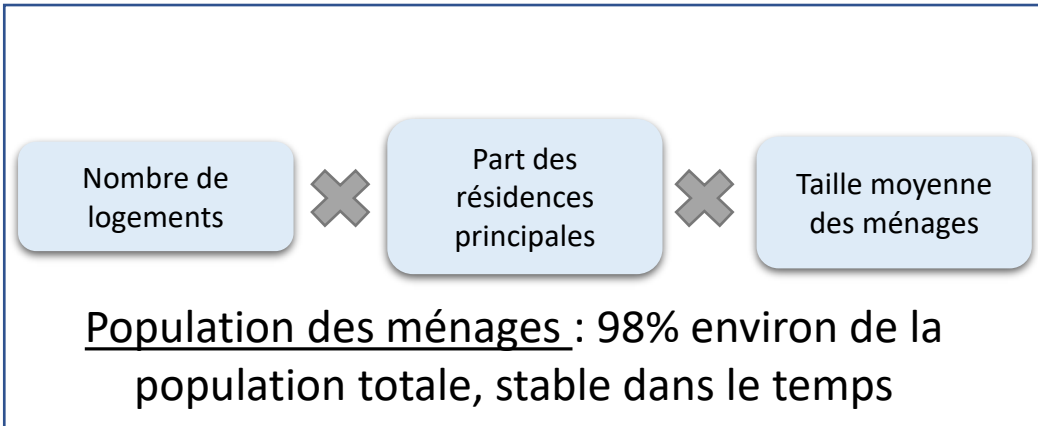 Nombre de
logements
Part des
résidences
principales
Taille moyenne
des ménages
Population des ménages : 98% environ de la
population totale, stable dans le temps